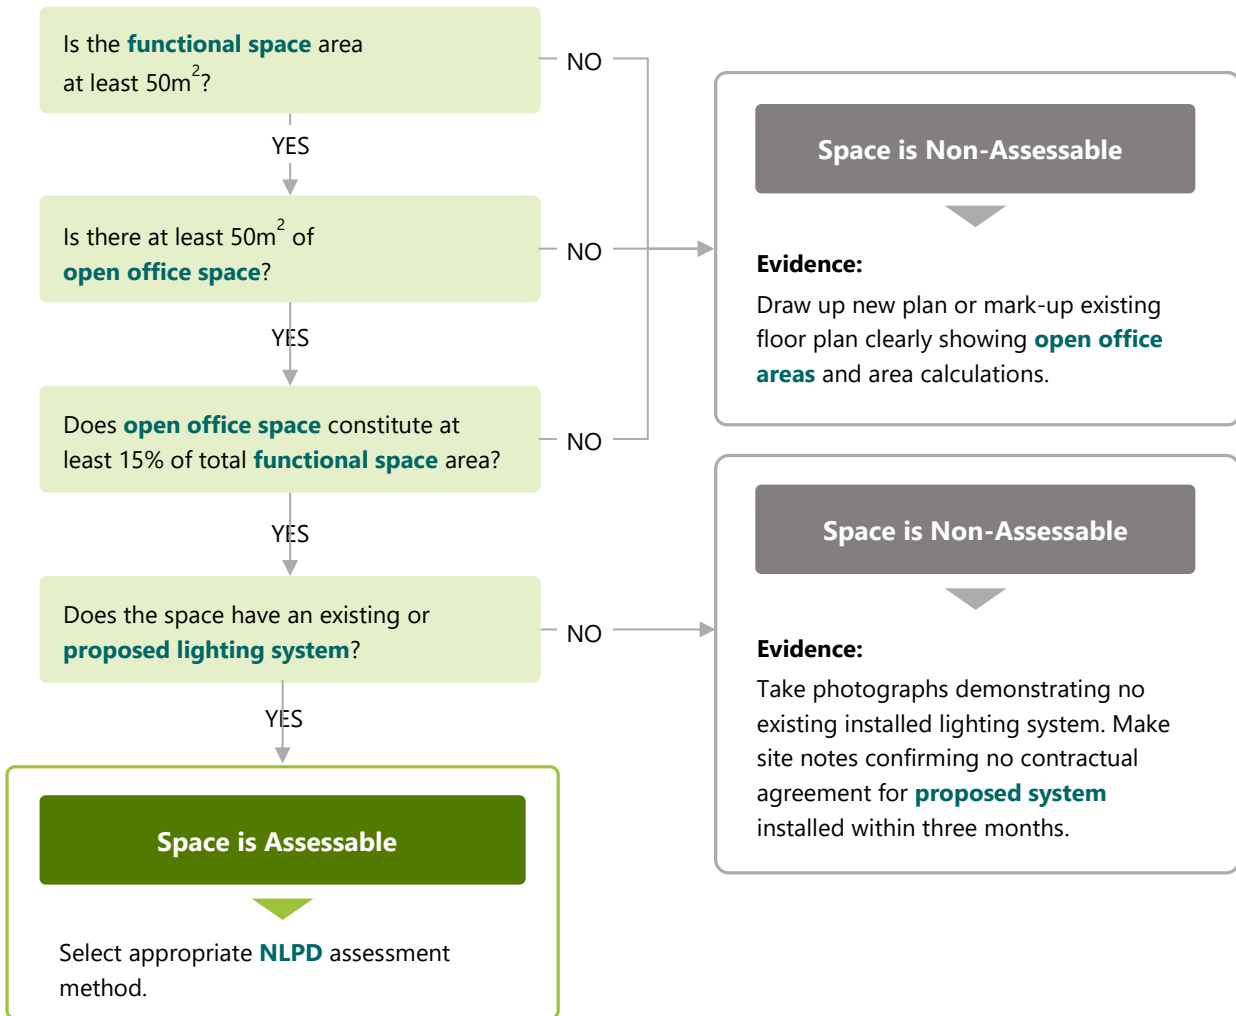 Is the functional space area
at least 50m²?
NO
YES
Is there at least 50m² of
open office space?
NO
YES
Does open office space constitute at
least 15% of total functional space area?
NO
YES
Does the space have an existing or
proposed lighting system?
NO
YES
Space is Assessable
Select appropriate NLPD assessment
method.
Space is Non-Assessable
Evidence:
Draw up new plan or mark-up existing
floor plan clearly showing open office
areas and area calculations.
Space is Non-Assessable
Evidence:
Take photographs demonstrating no
existing installed lighting system. Make
site notes confirming no contractual
agreement for proposed system
installed within three months.